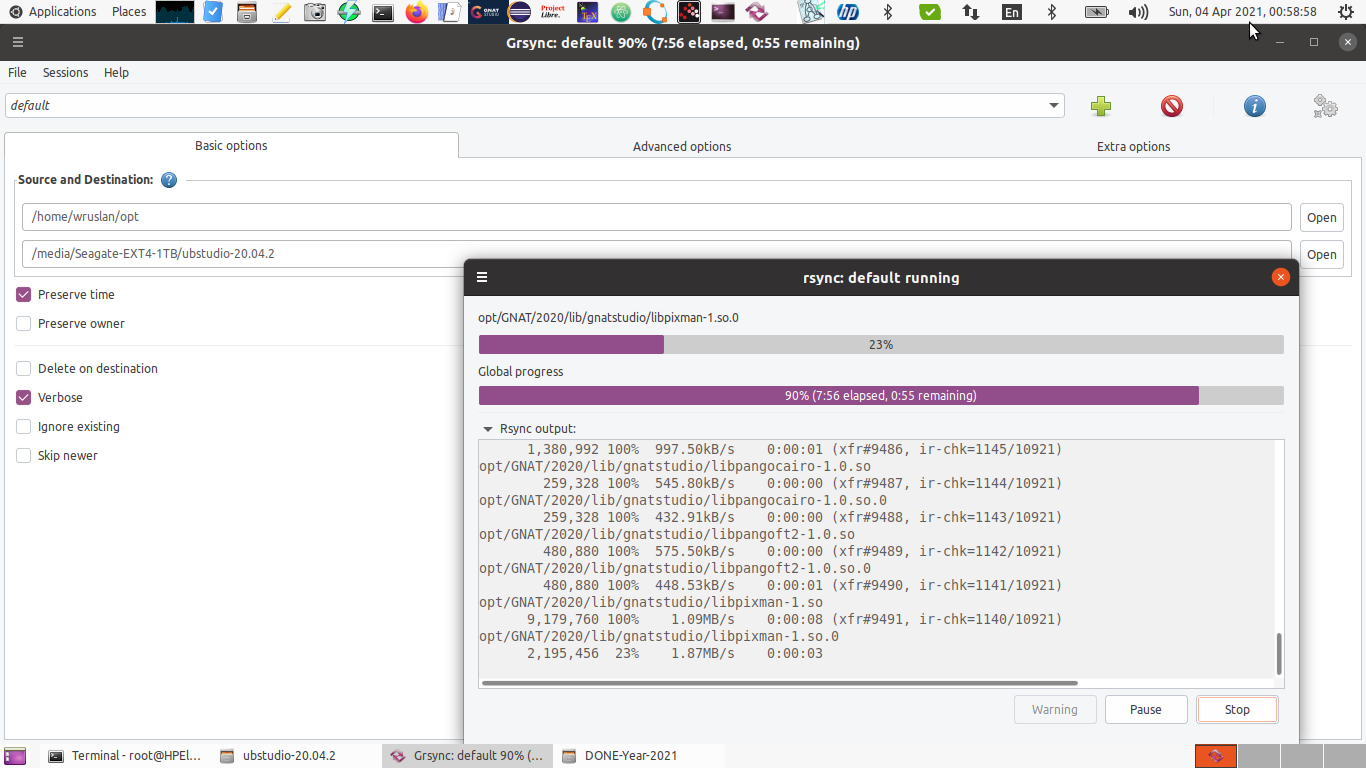 Applications Places GNAT STUDIO Project Libre. TeX hp En Sun, 04 Apr 2021, 00:58:58
Grsync: default 90% (7:56 elapsed, 0:55 remaining)
File Sessions Help
default
Basic options Advanced options Extra options
Source and Destination:
/home/wruslan/opt Open
/media/Seagate-EXT4-1TB/ubstudio-20.04.2 Open
Preserve time
Preserve owner
Delete on destination
Verbose
Ignore existing
Skip newer
rsync: default running
opt/GNAT/2020/lib/gnatstudio/libpixman-1.so.0
23%
Global progress
90% (7:56 elapsed, 0:55 remaining)
Rsync output:
1,380,992 100% 997.50kB/s 0:00:01 (xfr#9486, ir-chk=1145/10921)
opt/GNAT/2020/lib/gnatstudio/libpangocairo-1.0.so
259,328 100% 545.80kB/s 0:00:00 (xfr#9487, ir-chk=1144/10921)
opt/GNAT/2020/lib/gnatstudio/libpangocairo-1.0.so.0
259,328 100% 432.91kB/s 0:00:00 (xfr#9488, ir-chk=1143/10921)
opt/GNAT/2020/lib/gnatstudio/libpangoft2-1.0.so
480,880 100% 575.50kB/s 0:00:00 (xfr#9489, ir-chk=1142/10921)
opt/GNAT/2020/lib/gnatstudio/libpangoft2-1.0.so.0
480,880 100% 448.53kB/s 0:00:01 (xfr#9490, ir-chk=1141/10921)
opt/GNAT/2020/lib/gnatstudio/libpixman-1.so
9,179,760 100% 1.09MB/s 0:00:08 (xfr#9491, ir-chk=1140/10921)
opt/GNAT/2020/lib/gnatstudio/libpixman-1.so.0
2,195,456 23% 1.87MB/s 0:00:03
Warning Pause Stop
Terminal - root@HPEl... ubstudio-20.04.2 Grsync: default 90% (... DONE-Year-2021